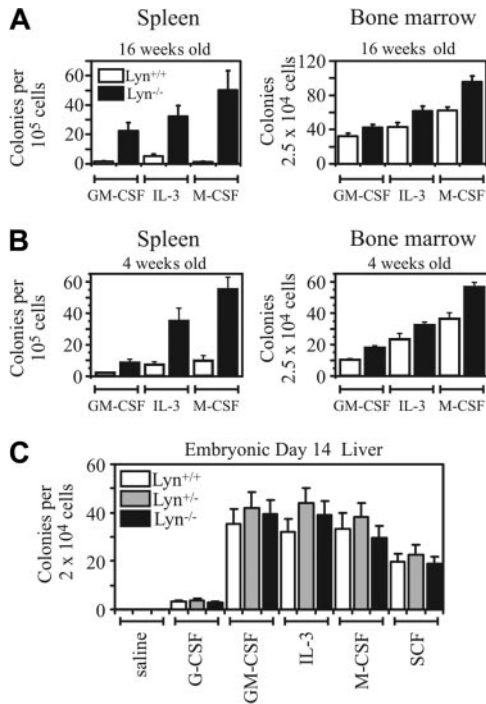 A
Spleen
16 weeks old
Colonies per
10⁵ cells
60
40
20
0
Lyn⁺/⁺
Lyn⁻/⁻
GM-CSF IL-3 M-CSF
Bone marrow
16 weeks old
Colonies
2.5 x 10⁴ cells
120
80
40
0
GM-CSF IL-3 M-CSF
B
Spleen
4 weeks old
Colonies per
10⁵ cells
60
40
20
0
GM-CSF IL-3 M-CSF
Bone marrow
4 weeks old
Colonies
2.5 x 10⁴ cells
60
40
20
0
GM-CSF IL-3 M-CSF
C
Embryonic Day 14 Liver
Colonies per
2 x 10⁴ cells
60
40
20
0
Lyn⁺/⁺
Lyn⁺/⁻
Lyn⁻/⁻
saline
G-CSF
GM-CSF
IL-3
M-CSF
SCF